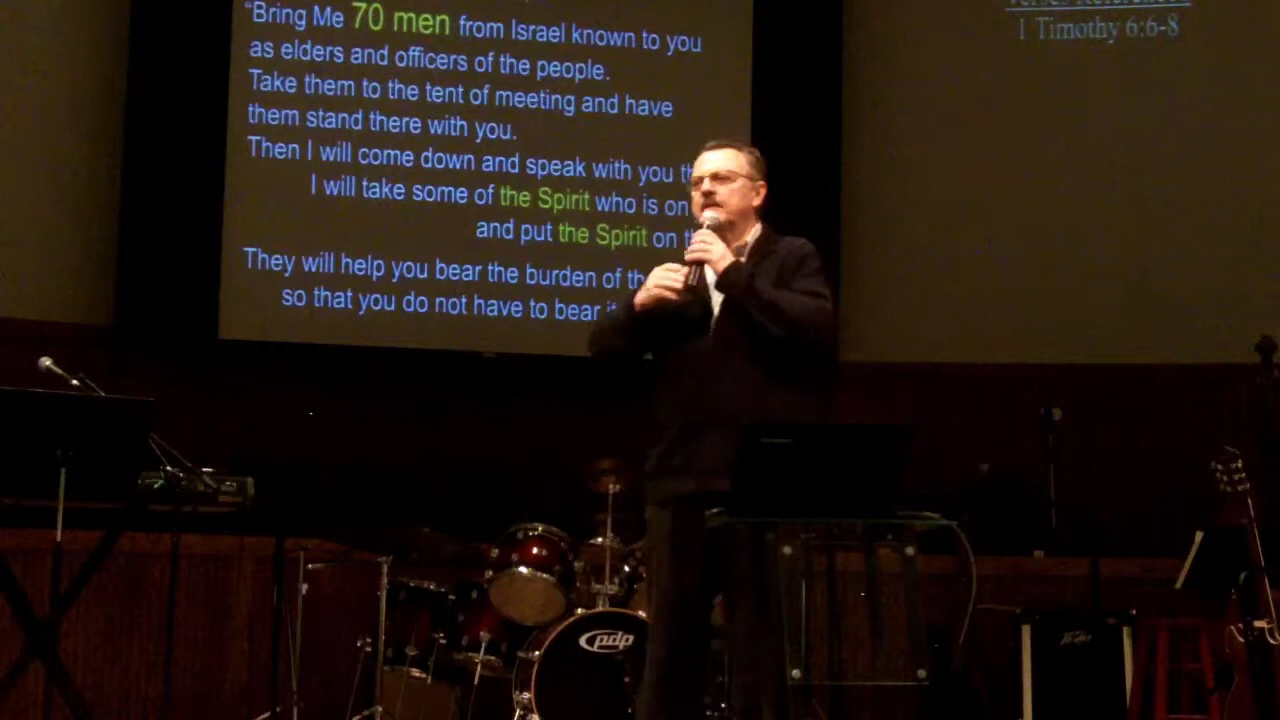 “Bring Me 70 men from Israel known to you
as elders and officers of the people.
Take them to the tent of meeting and have
them stand there with you.
Then I will come down and speak with you
I will take some of the Spirit who is on
and put the Spirit on
They will help you bear the burden of
so that you do not have to bear
1 Timothy 6:6-8
pdp
Peavey